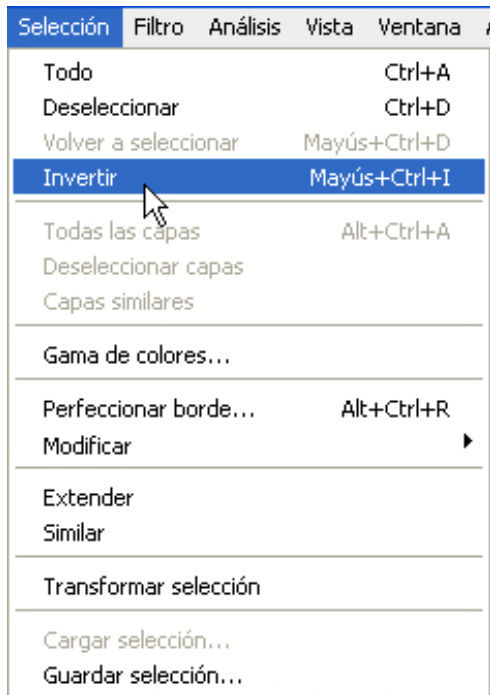 Selección Filtro Análisis Vista Ventana
Todo Ctrl+A
Deseleccionar Ctrl+D
Volver a seleccionar Mayús+Ctrl+D
Invertir Mayús+Ctrl+I
Todas las capas Alt+Ctrl+A
Deseleccionar capas
Capas similares
Gama de colores...
Perfeccionar borde... Alt+Ctrl+R
Modificar
Extender
Similar
Transformar selección
Cargar selección...
Guardar selección...